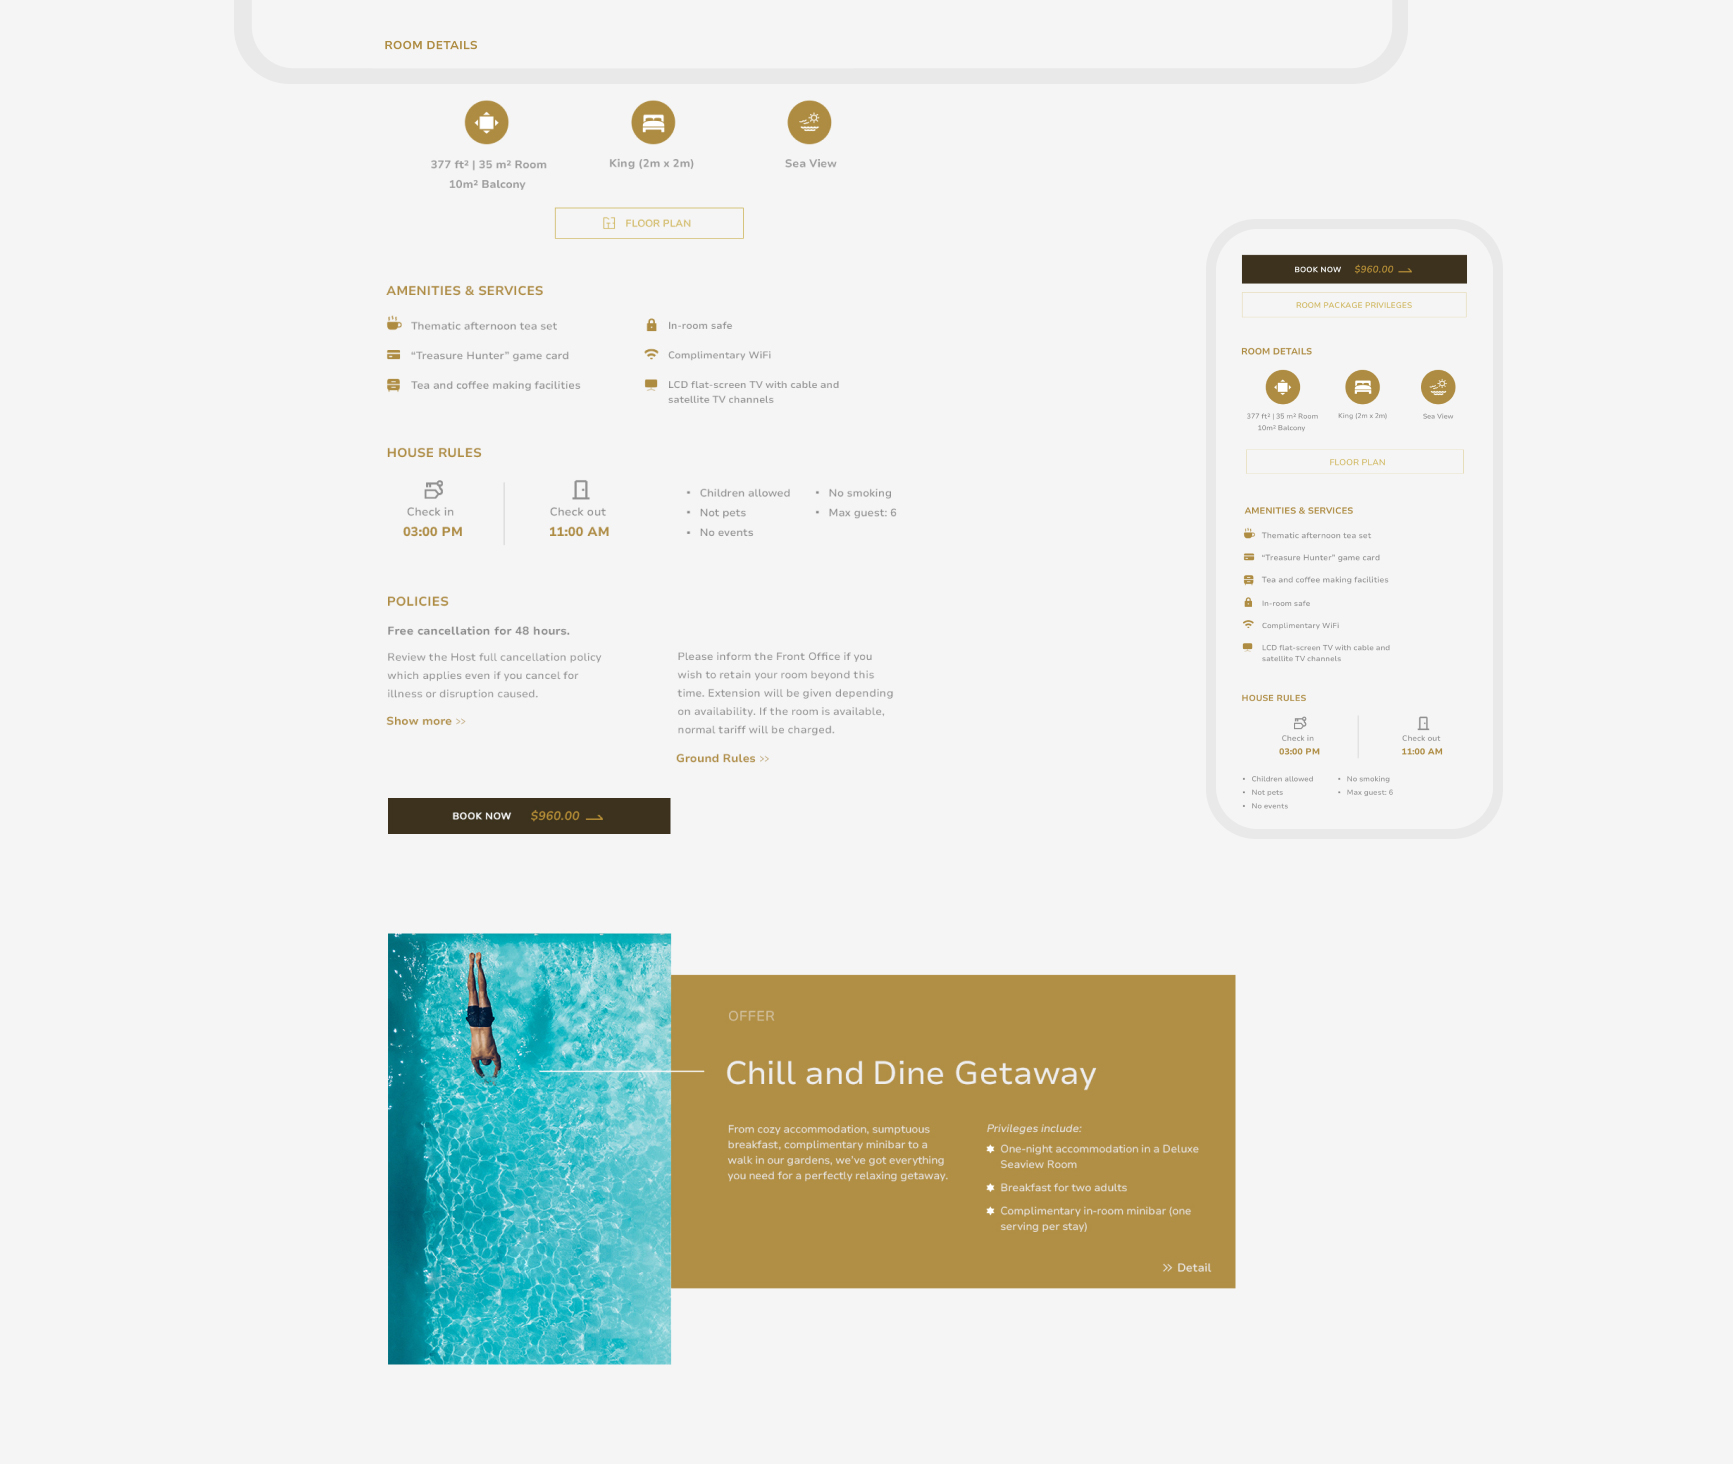 ROOM DETAILS
377 ft² | 35 m² Room
10m² Balcony
King (2m x 2m)
Sea View
FLOOR PLAN
AMENITIES & SERVICES
Thematic afternoon tea set
“Treasure Hunter” game card
Tea and coffee making facilities
In-room safe
Complimentary WiFi
LCD flat-screen TV with cable and
satellite TV channels
HOUSE RULES
Check in
03:00 PM
Check out
11:00 AM
• Children allowed
• Not pets
• No events
• No smoking
• Max guest: 6
POLICIES
Free cancellation for 48 hours.
Review the Host full cancellation policy
which applies even if you cancel for
illness or disruption caused.
Show more >>
Please inform the Front Office if you
wish to retain your room beyond this
time. Extension will be given depending
on availability. If the room is available,
normal tariff will be charged.
Ground Rules >>
BOOK NOW $960.00
BOOK NOW $960.00
ROOM PACKAGE PRIVILEGES
ROOM DETAILS
377 ft² | 35 m² Room
10m² Balcony
King (2m x 2m)
Sea View
FLOOR PLAN
AMENITIES & SERVICES
Thematic afternoon tea set
“Treasure Hunter” game card
Tea and coffee making facilities
In-room safe
Complimentary WiFi
LCD flat-screen TV with cable and
satellite TV channels
HOUSE RULES
Check in
03:00 PM
Check out
11:00 AM
• Children allowed
• Not pets
• No events
• No smoking
• Max guest: 6
OFFER
Chill and Dine Getaway
From cozy accommodation, sumptuous
breakfast, complimentary minibar to a
walk in our gardens, we’ve got everything
you need for a perfectly relaxing getaway.
Privileges include:
One-night accommodation in a Deluxe
Seaview Room
Breakfast for two adults
Complimentary in-room minibar (one
serving per stay)
>> Detail